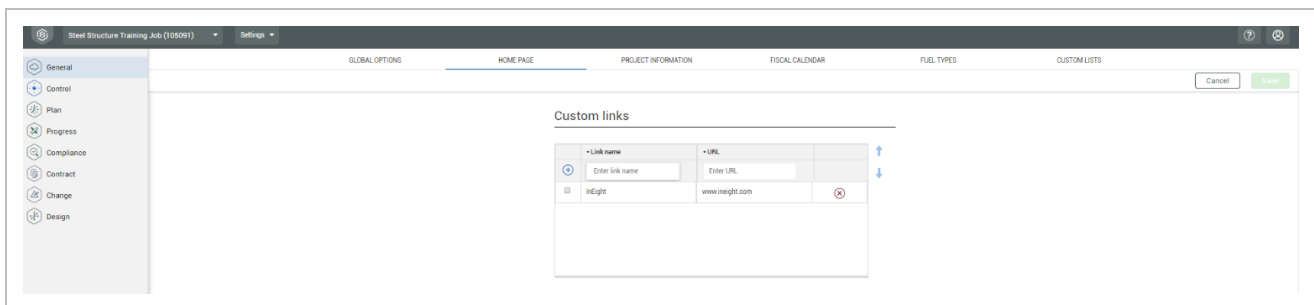 Steel Structure Training Job (105091) Settings
General
Control
Plan
Progress
Compliance
Contract
Change
Design
GLOBAL OPTIONS HOME PAGE PROJECT INFORMATION FISCAL CALENDAR FUEL TYPES CUSTOM LISTS
Cancel Save
Custom links
Link name URL
Enter link name Enter URL
InEight www.ineight.com